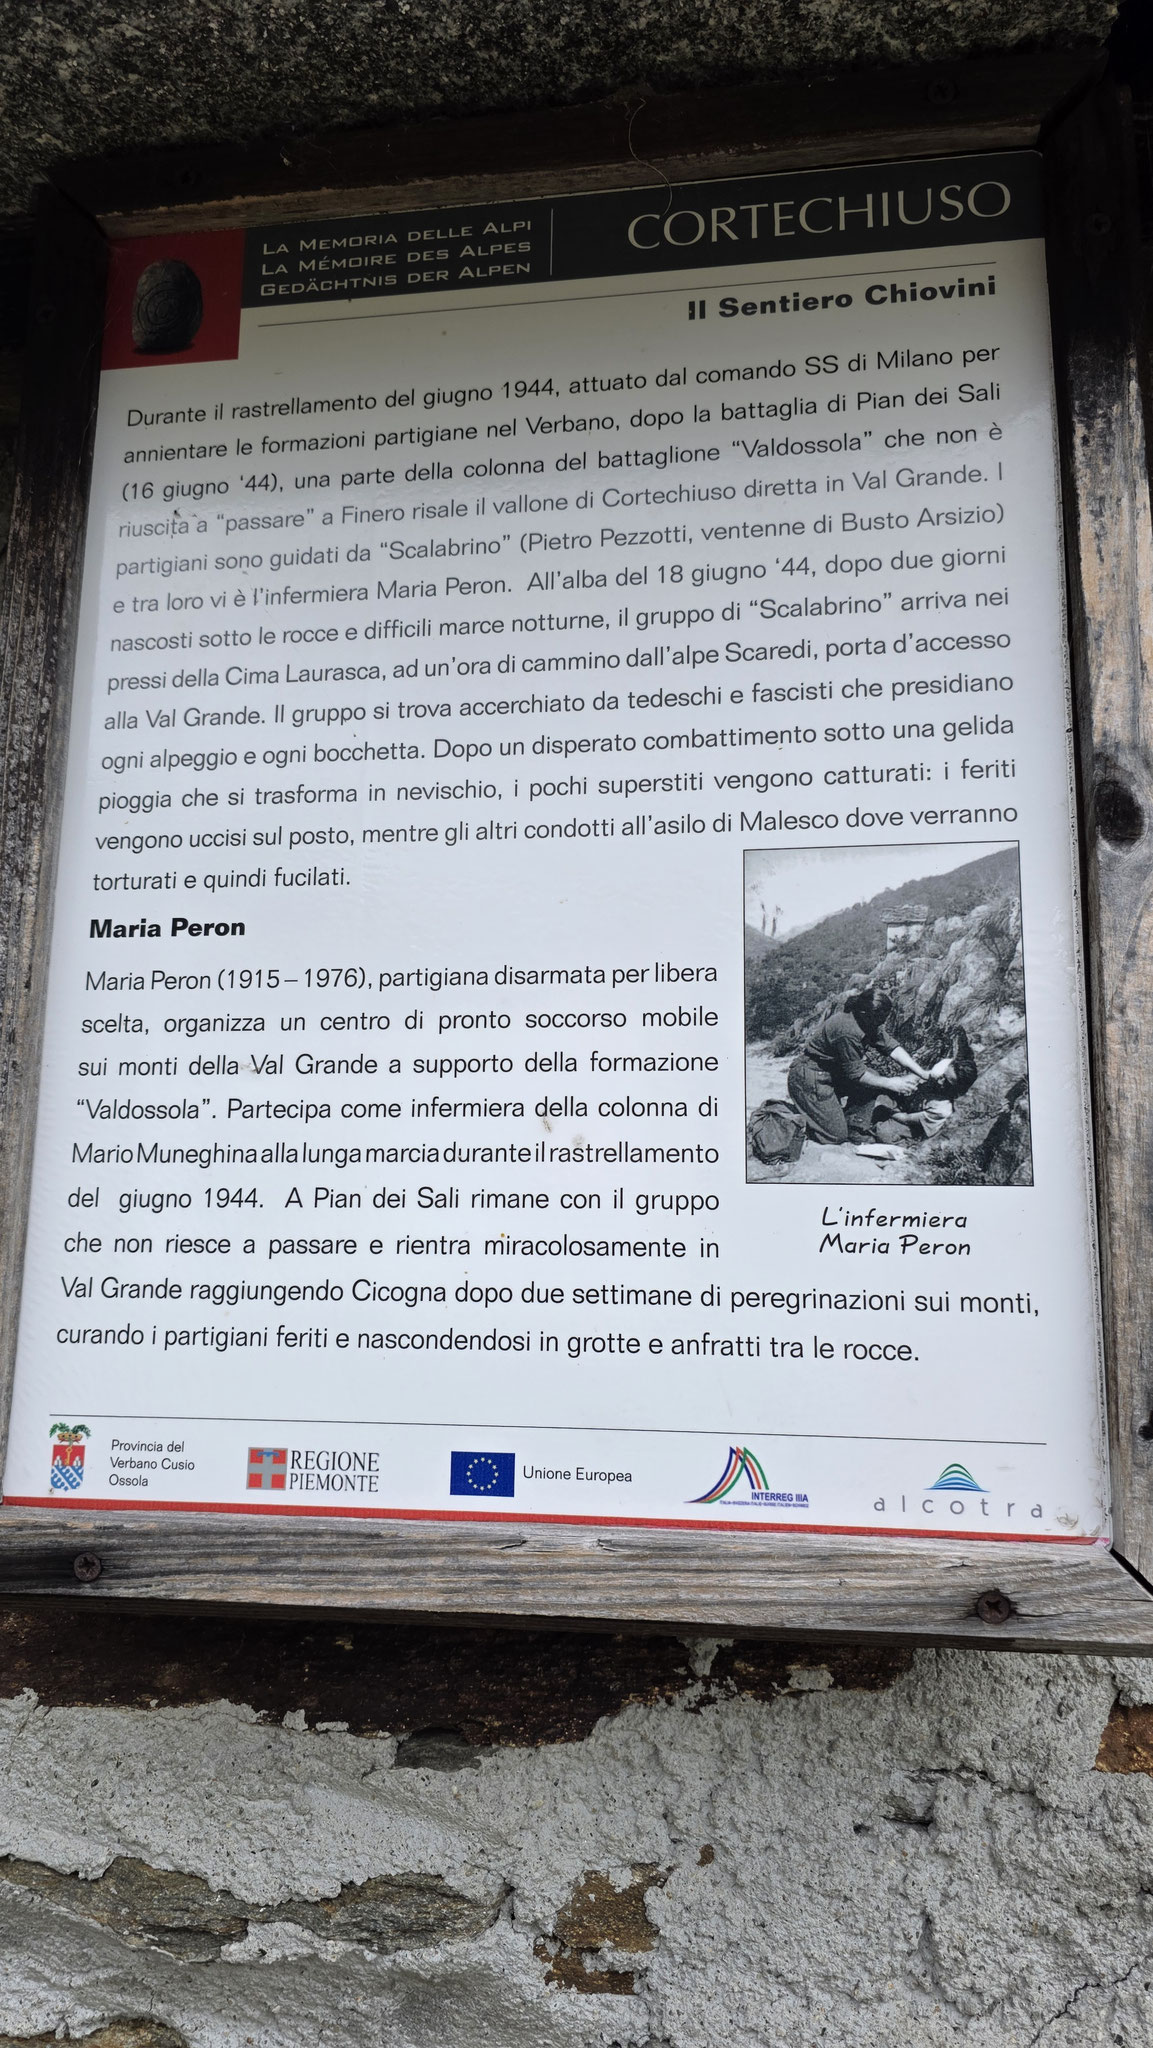 LA MEMORIA DELLE ALPI
LA MÉMOIRE DES ALPES
GEDÄCHTNIS DER ALPEN
CORTECHIUSO
Il Sentiero Chiovini
Durante il rastrellamento del giugno 1944, attuato dal comando SS di Milano per
annientare le formazioni partigiane nel Verbano, dopo la battaglia di Pian dei Sali
(16 giugno ‘44), una parte della colonna del battaglione “Valdossola” che non è
riuscita a “passare” a Finero risale il vallone di Cortechiuso diretta in Val Grande. I
partigiani sono guidati da “Scalabrino” (Pietro Pezzotti, ventenne di Busto Arsizio)
e tra loro vi è l’infermiera Maria Peron. All’alba del 18 giugno ‘44, dopo due giorni
nascosti sotto le rocce e difficili marce notturne, il gruppo di “Scalabrino” arriva nei
pressi della Cima Laurasca, ad un’ora di cammino dall’alpe Scaredi, porta d’accesso
alla Val Grande. Il gruppo si trova accerchiato da tedeschi e fascisti che presidiano
ogni alpeggio e ogni bocchetta. Dopo un disperato combattimento sotto una gelida
pioggia che si trasforma in nevischio, i pochi superstiti vengono catturati: i feriti
vengono uccisi sul posto, mentre gli altri condotti all’asilo di Malesco dove verranno
torturati e quindi fucilati.
Maria Peron
Maria Peron (1915 – 1976), partigiana disarmata per libera
scelta, organizza un centro di pronto soccorso mobile
sui monti della Val Grande a supporto della formazione
“Valdossola”. Partecipa come infermiera della colonna di
Mario Muneghina alla lunga marcia durante il rastrellamento
del giugno 1944. A Pian dei Sali rimane con il gruppo
che non riesce a passare e rientra miracolosamente in
Val Grande raggiungendo Cicogna dopo due settimane di peregrinazioni sui monti,
curando i partigiani feriti e nascondendosi in grotte e anfratti tra le rocce.
L’infermiera
Maria Peron
Provincia del
Verbano Cusio
Ossola
REGIONE
PIEMONTE
Unione Europea
INTERREG IIIA
alcotra